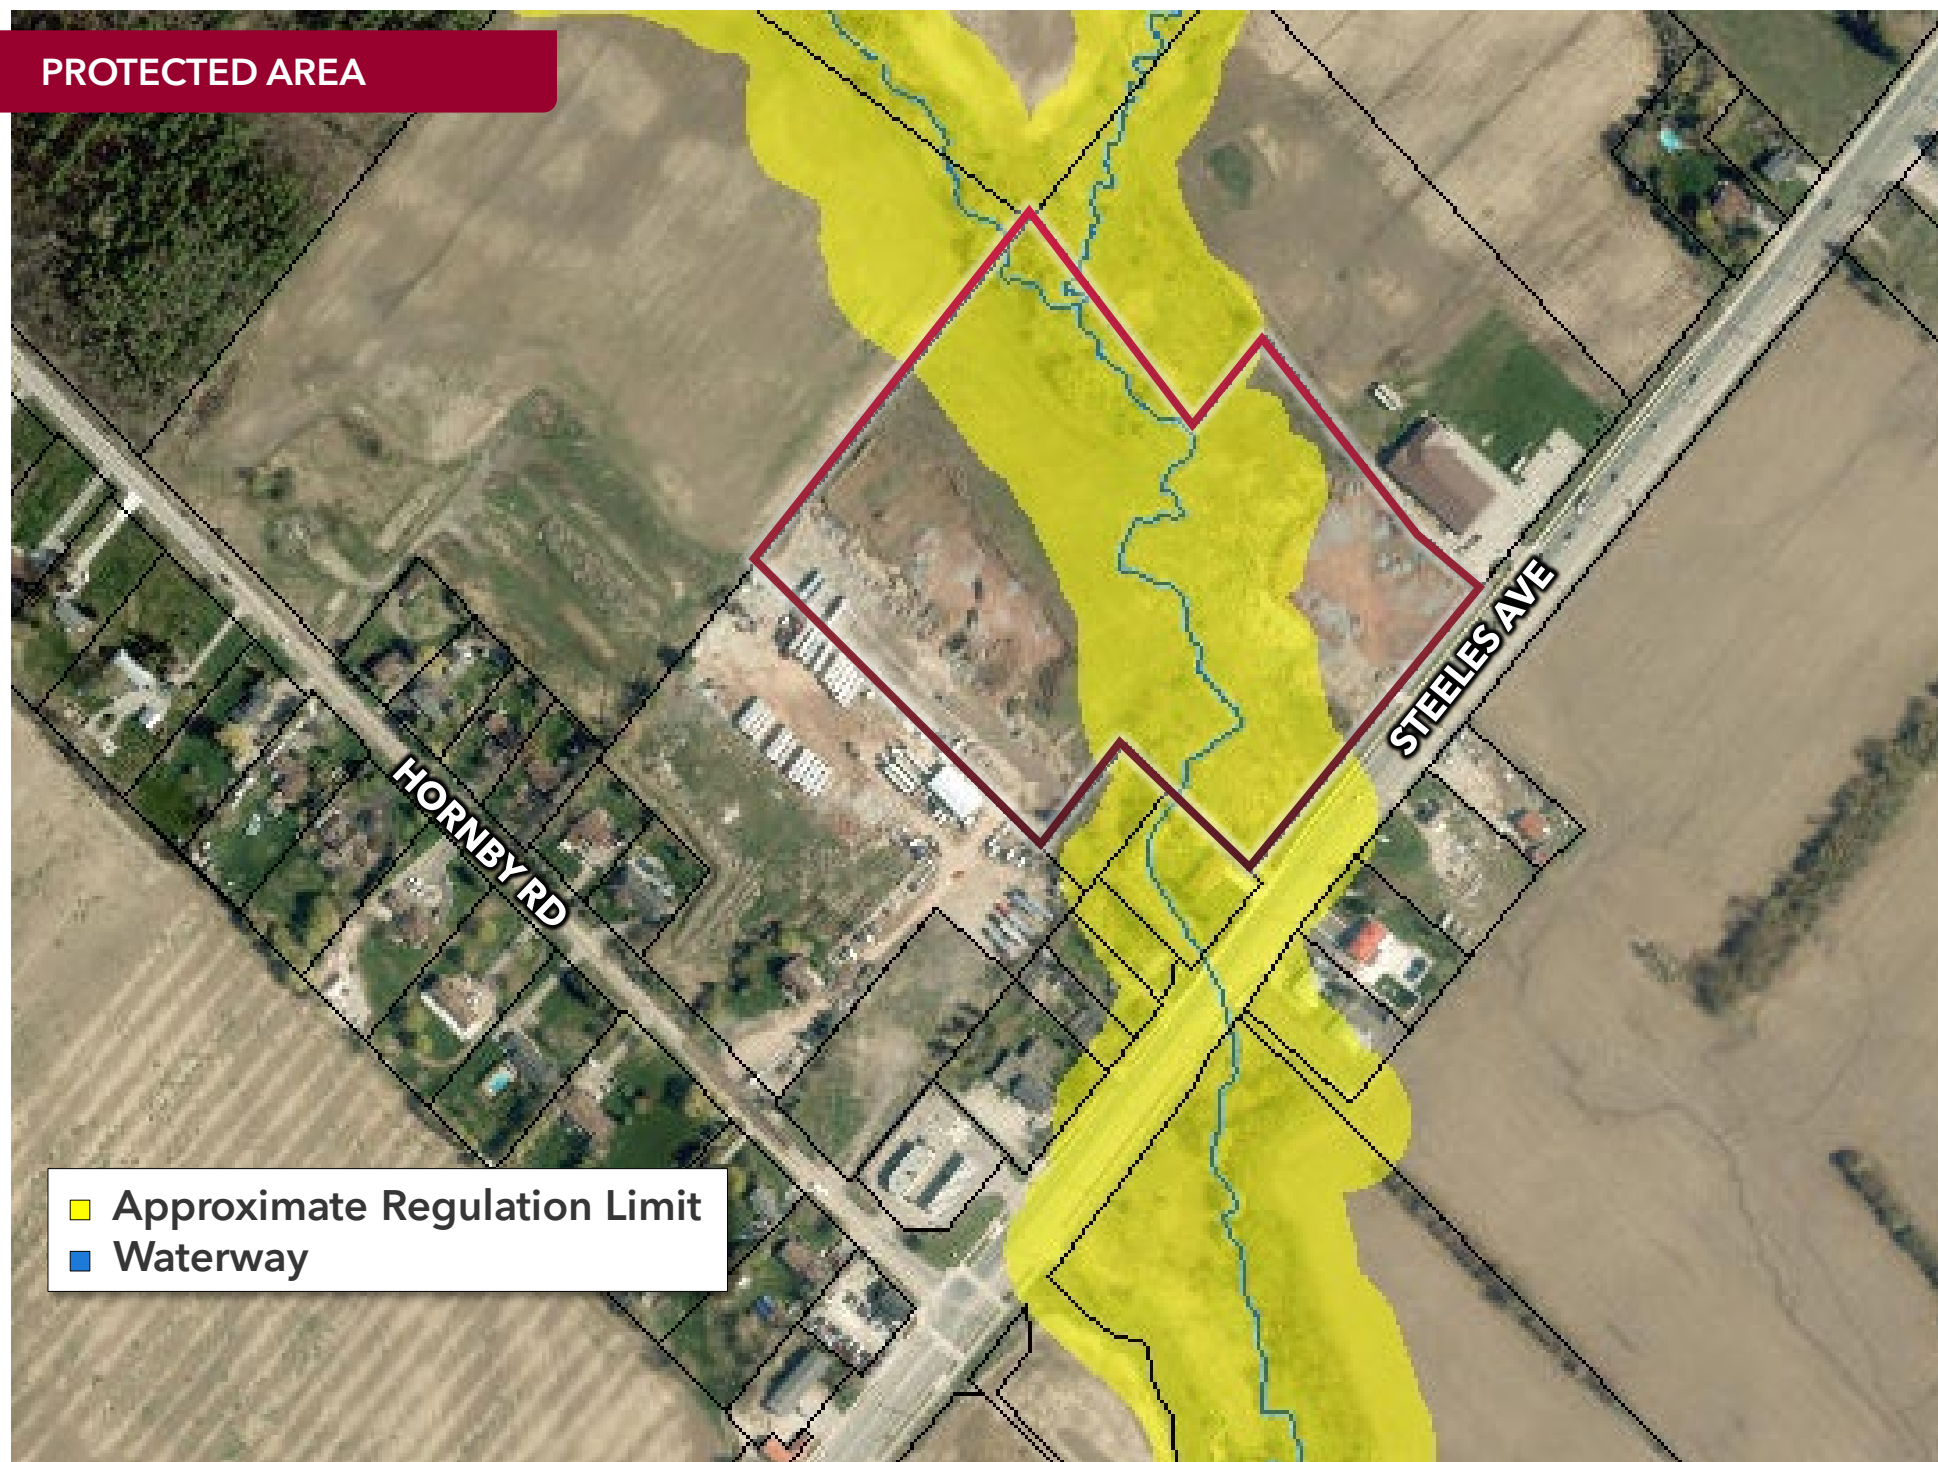 PROTECTED AREA
STEELES AVE
HORNBY RD
Approximate Regulation Limit
Waterway